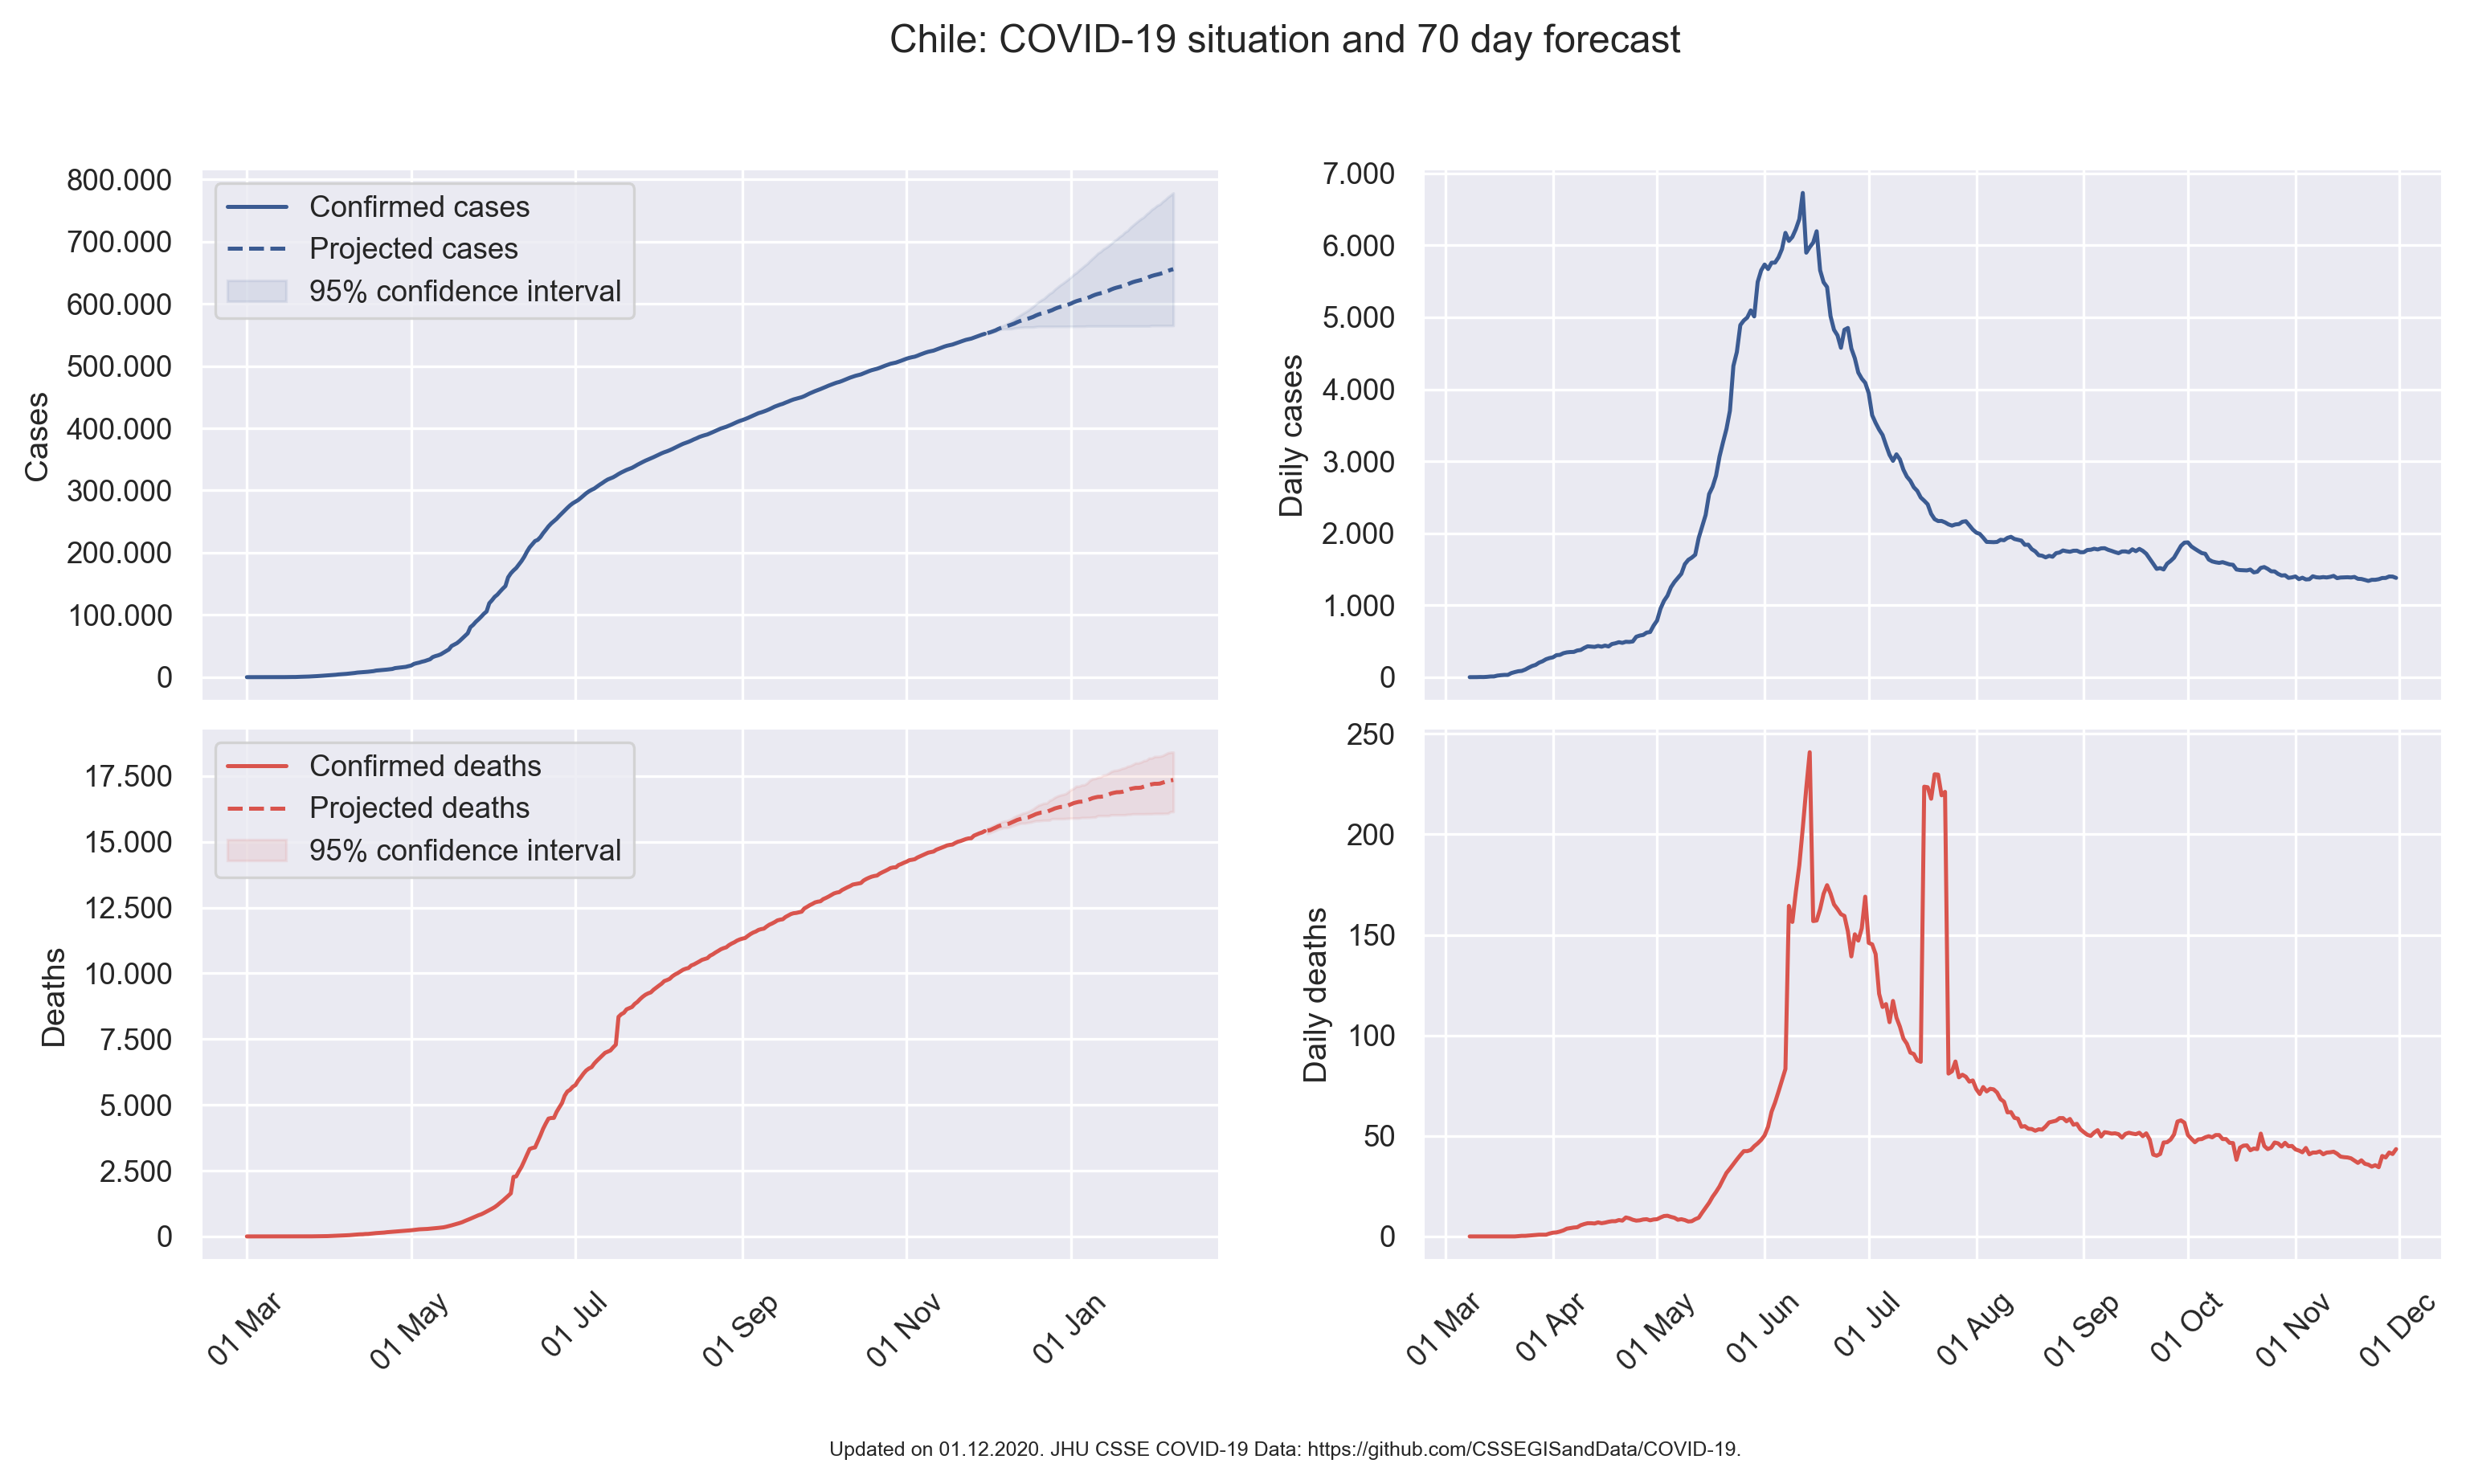 Chile: COVID-19 situation and 70 day forecast
800.000
700.000
600.000
500.000
400.000
300.000
200.000
100.000
0
Cases
Confirmed cases
Projected cases
95% confidence interval
7.000
6.000
5.000
4.000
3.000
2.000
1.000
0
Daily cases
17.500
15.000
12.500
10.000
7.500
5.000
2.500
0
Deaths
Confirmed deaths
Projected deaths
95% confidence interval
01 Mar
01 May
01 Jul
01 Sep
01 Nov
01 Jan
250
200
150
100
50
0
Daily deaths
01 Mar
01 Apr
01 May
01 Jun
01 Jul
01 Aug
01 Sep
01 Oct
01 Nov
01 Dec
Updated on 01.12.2020. JHU CSSE COVID-19 Data: https://github.com/CSSEGISandData/COVID-19.